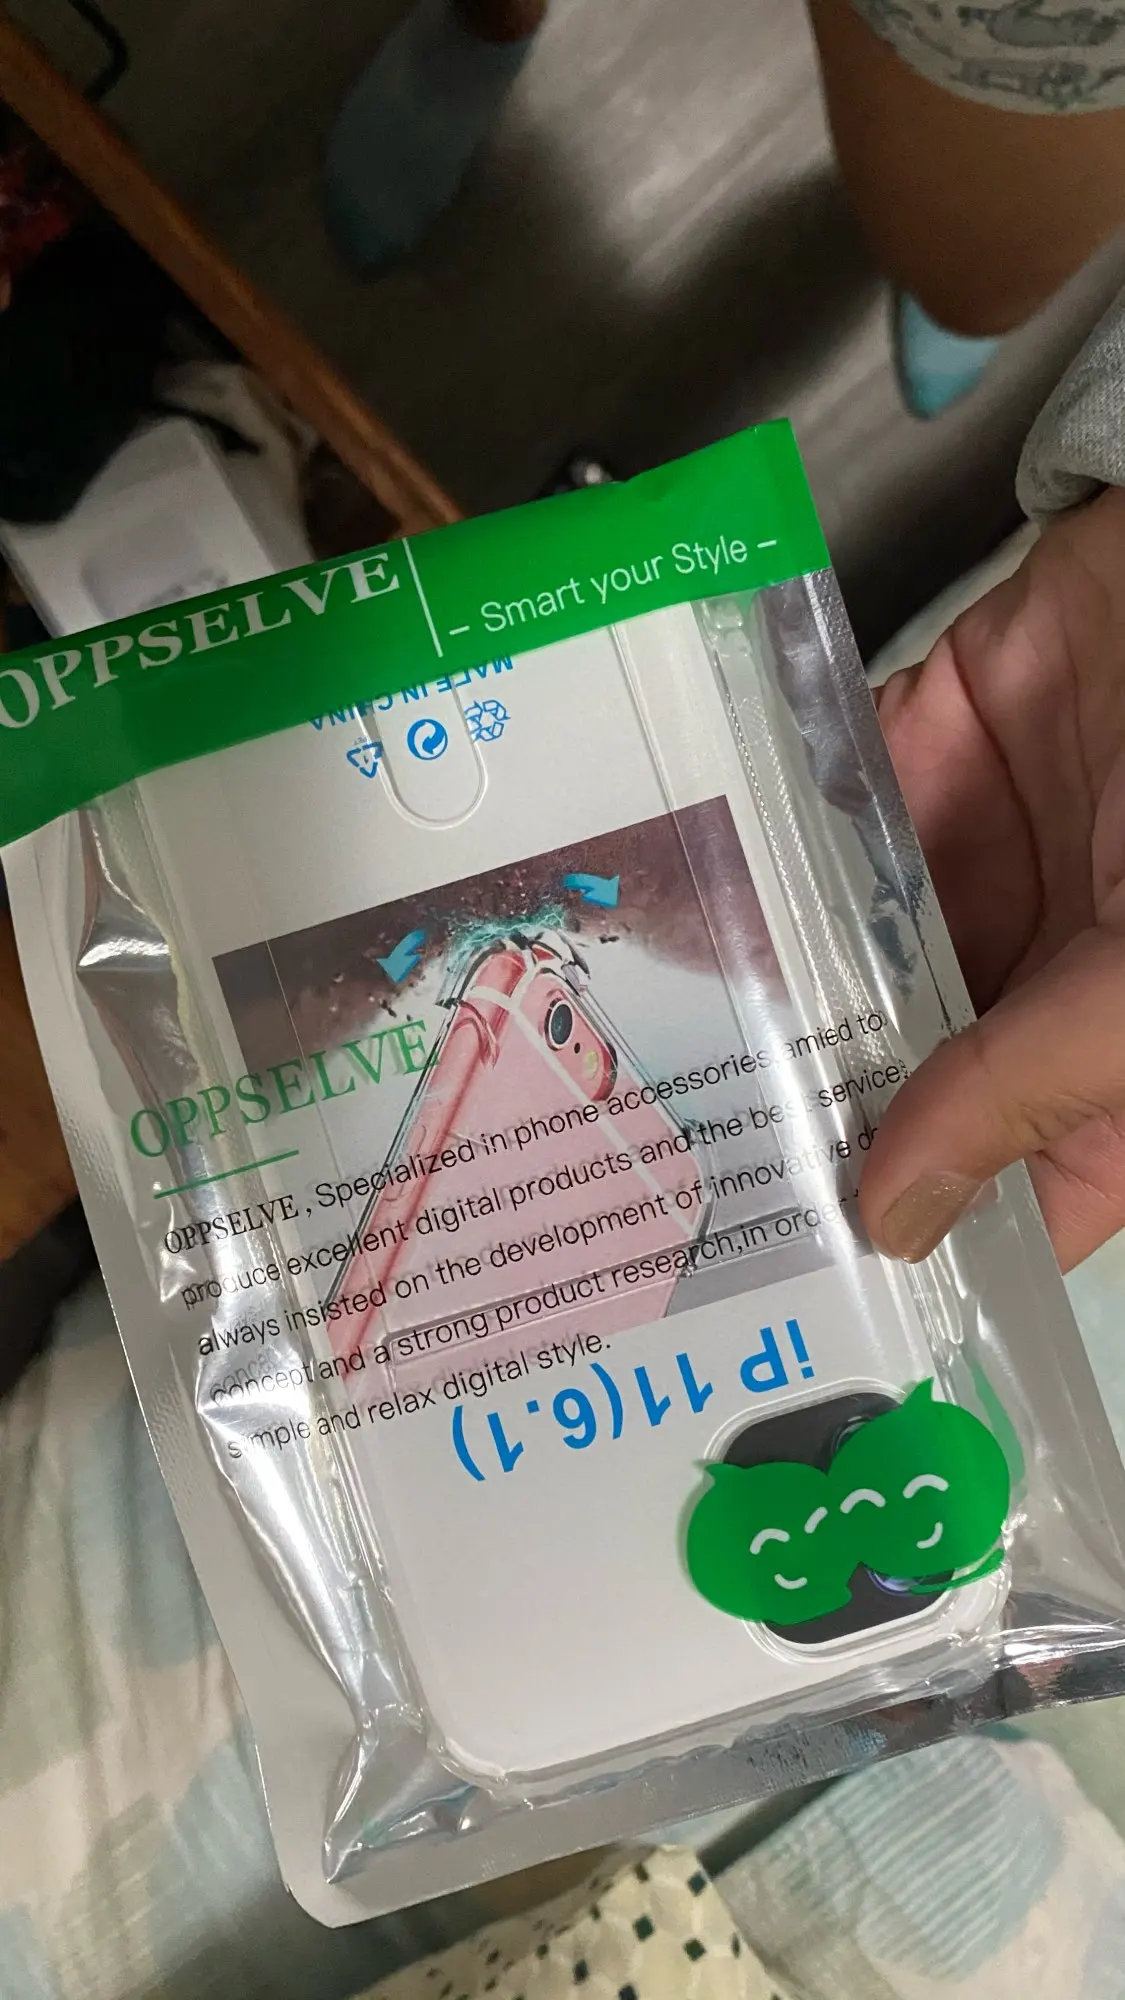 OPPSELVE
– Smart your Style –
MADE IN CHINA
OPPSELVE
OPPSELVE, Specialized in phone accessories, amied to
produce excellent digital products and the best services
always insisted on the development of innovative
concept and a strong product research, in order
simple and relax digital style.
iP 11(6.1)